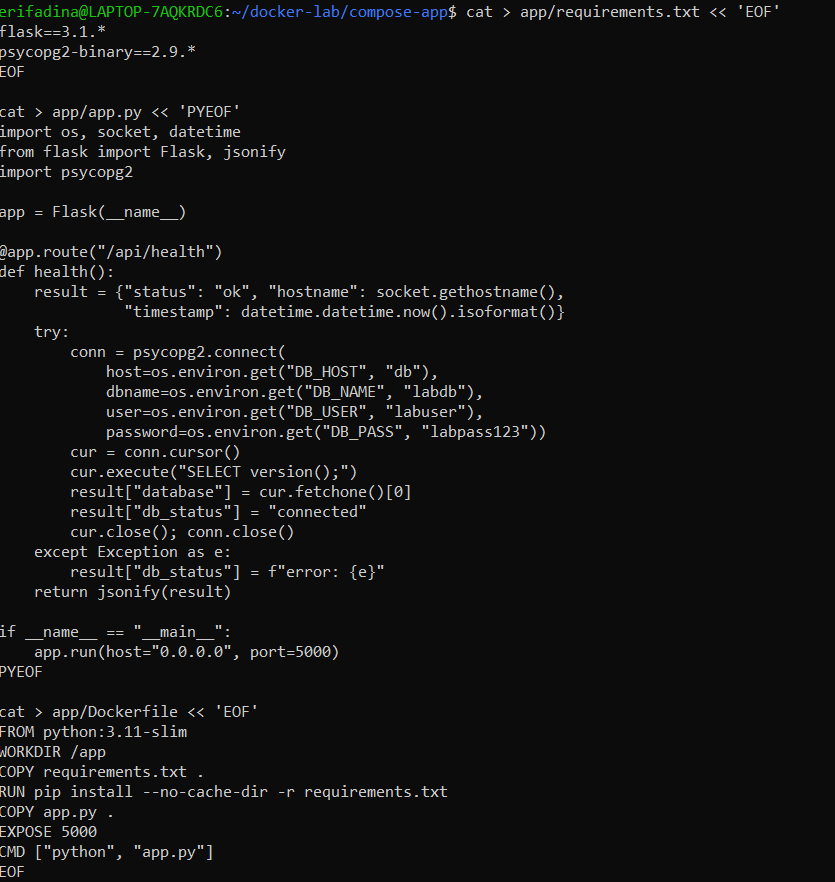 erifadina@LAPTOP-7AQKRDC6:~/docker-lab/compose-app$ cat > app/requirements.txt << 'EOF'
flask==3.1.*
psycopg2-binary==2.9.*
EOF

cat > app/app.py << 'PYEOF'
import os, socket, datetime
from flask import Flask, jsonify
import psycopg2

app = Flask(__name__)

@app.route("/api/health")
def health():
    result = {"status": "ok", "hostname": socket.gethostname(),
              "timestamp": datetime.datetime.now().isoformat()}
    try:
        conn = psycopg2.connect(
            host=os.environ.get("DB_HOST", "db"),
            dbname=os.environ.get("DB_NAME", "labdb"),
            user=os.environ.get("DB_USER", "labuser"),
            password=os.environ.get("DB_PASS", "labpass123"))
        cur = conn.cursor()
        cur.execute("SELECT version();")
        result["database"] = cur.fetchone()[0]
        result["db_status"] = "connected"
        cur.close(); conn.close()
    except Exception as e:
        result["db_status"] = f"error: {e}"
    return jsonify(result)

if __name__ == "__main__":
    app.run(host="0.0.0.0", port=5000)
PYEOF

cat > app/Dockerfile << 'EOF'
FROM python:3.11-slim
WORKDIR /app
COPY requirements.txt .
RUN pip install --no-cache-dir -r requirements.txt
COPY app.py .
EXPOSE 5000
CMD ["python", "app.py"]
EOF